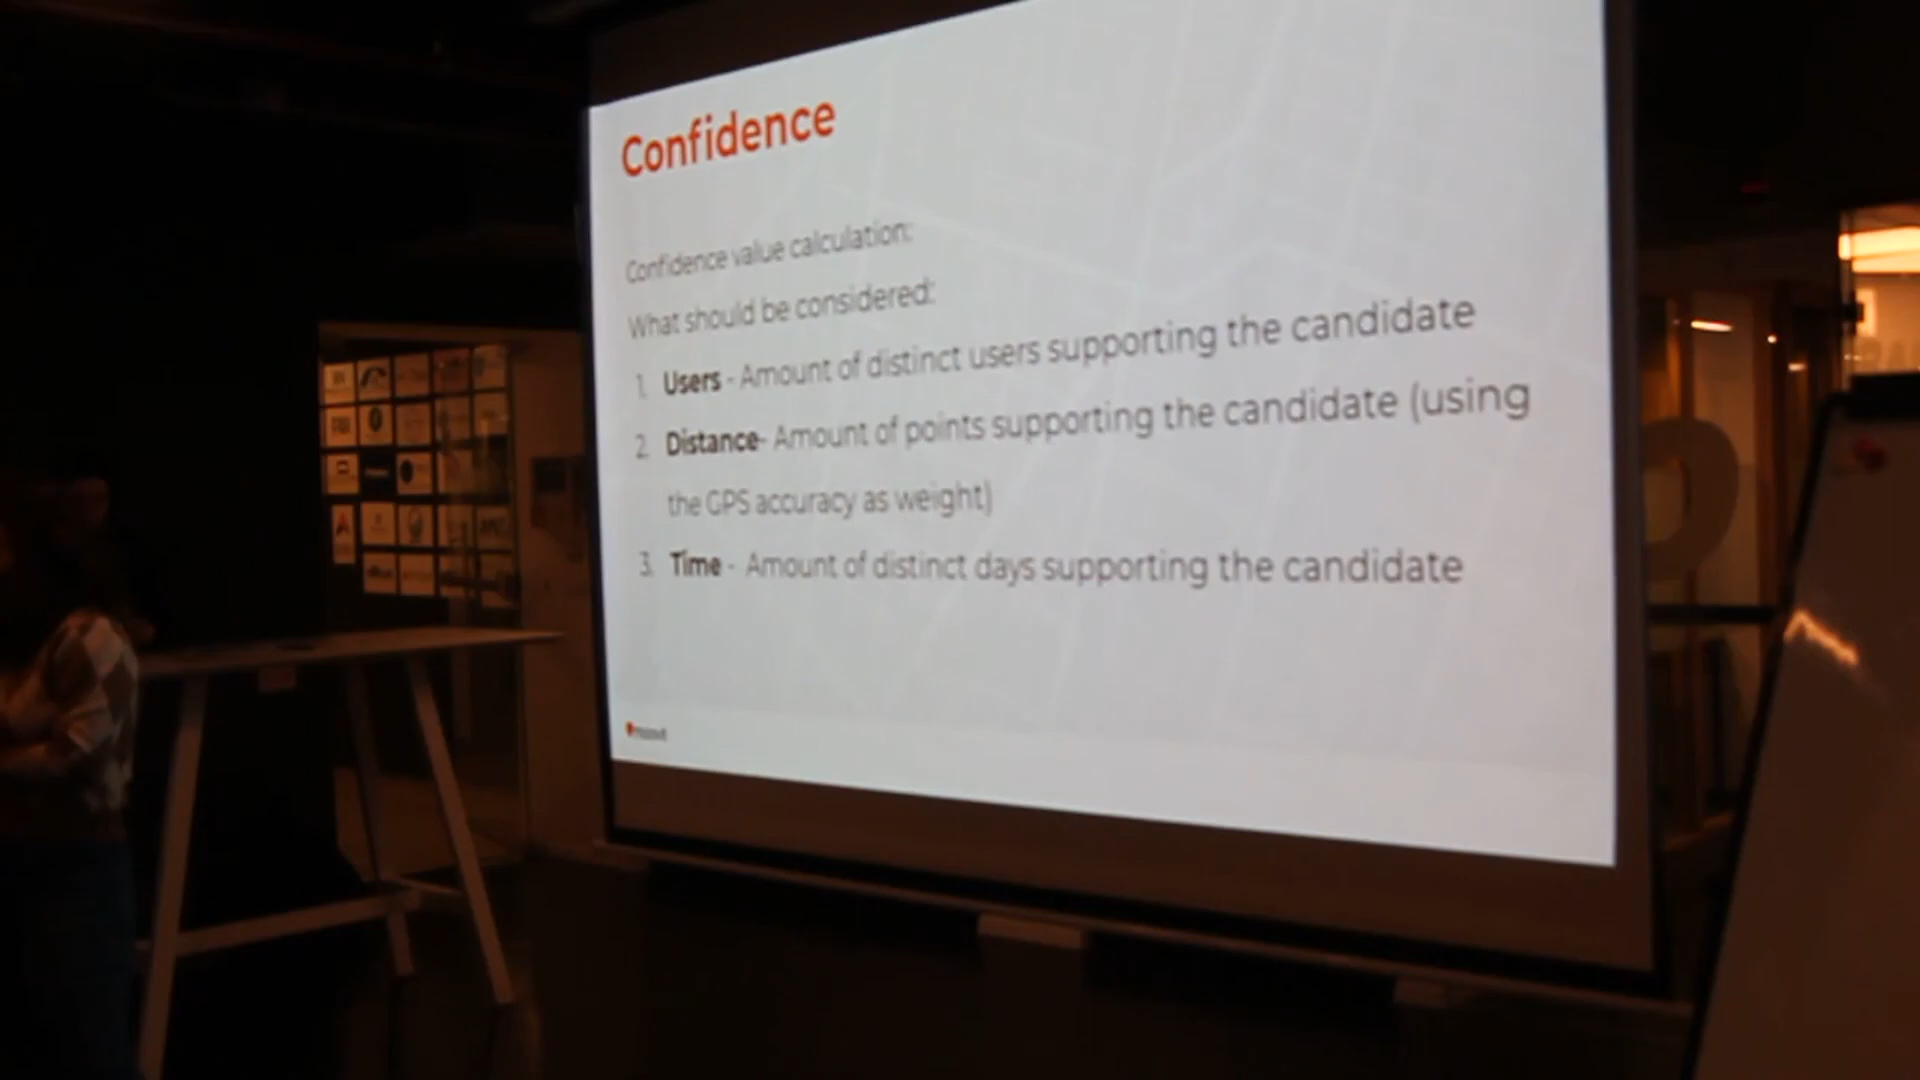 Confidence
Confidence value calculation:
What should be considered:
1. Users - Amount of distinct users supporting the candidate
2. Distance- Amount of points supporting the candidate (using
the GPS accuracy as weight)
3. Time - Amount of distinct days supporting the candidate
moovit